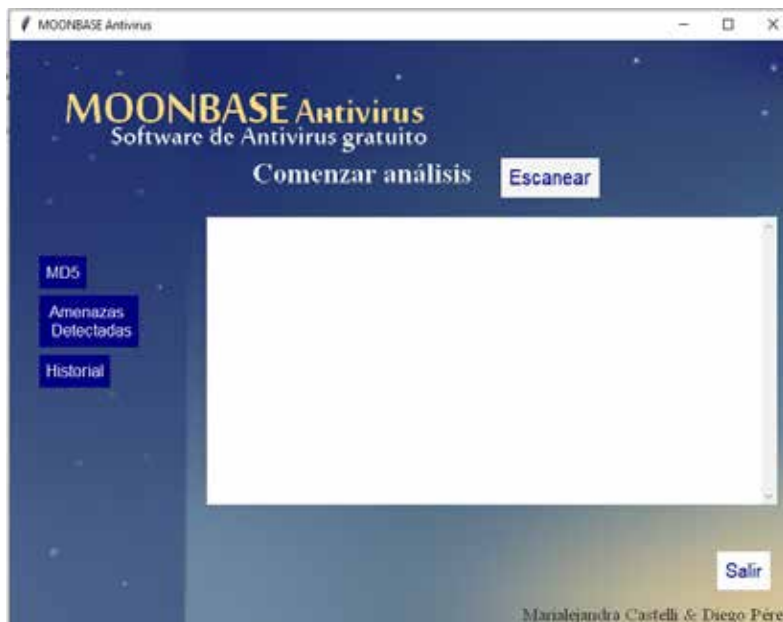 MOONBASE Antivirus
MOONBASE Antivirus
Software de Antivirus gratuito
Comenzar análisis
Escanear
MD5
Amenazas
Detectadas
Historial
Salir
Marialejandra Castelli & Diego Pére